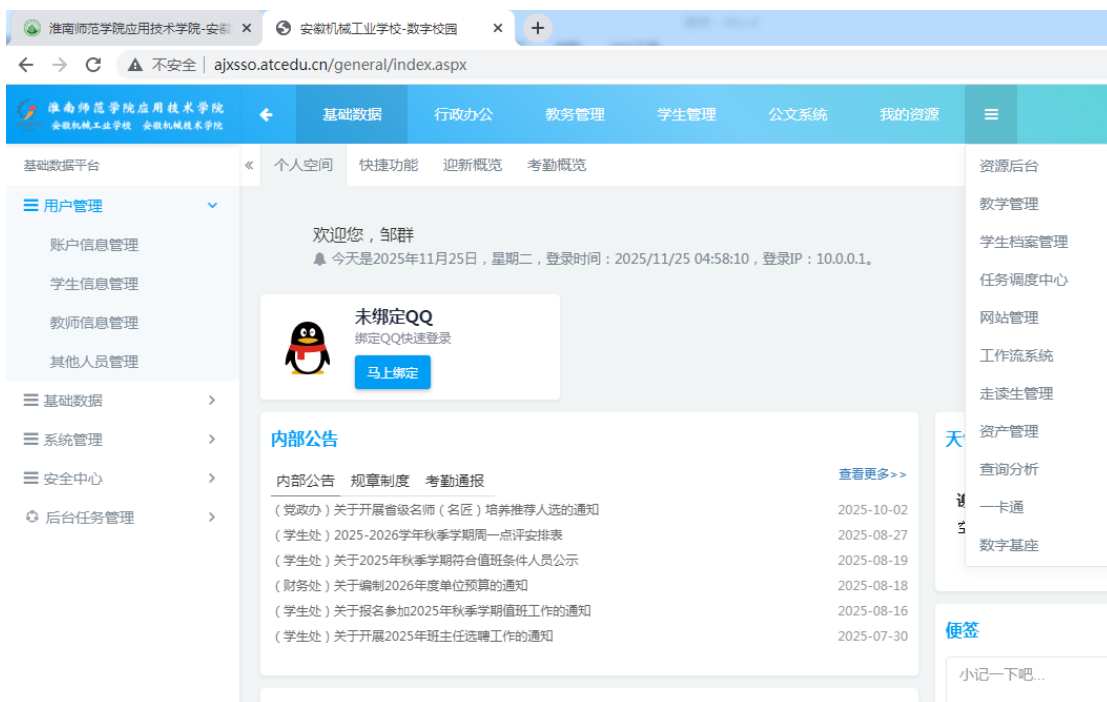 淮南师范学院应用技术学院-安徽
安徽机械工业学校-数字校园
不安全 ajxsso.atcedu.cn/general/index.aspx
淮南师范学院应用技术学院
安徽机械工业学校 安徽机械技术学院
基础数据 行政办公 教务管理 学生管理 公文系统 我的资源
基础数据平台
« 个人空间 快捷功能 迎新概览 考勤概览
用户管理
账户信息管理
学生信息管理
教师信息管理
其他人员管理
基础数据
系统管理
安全中心
后台任务管理
欢迎您,邹群
今天是2025年11月25日,星期二,登录时间:2025/11/25 04:58:10,登录IP:10.0.0.1。
未绑定QQ
绑定QQ快速登录
马上绑定
内部公告
内部公告 规章制度 考勤通报 查看更多>>
(党政办)关于开展省级名师(名匠)培养推荐人选的通知 2025-10-02
(学生处)2025-2026学年秋季学期周一点评安排表 2025-08-27
(学生处)关于2025年秋季学期符合值班条件人员公示 2025-08-19
(财务处)关于编制2026年度单位预算的通知 2025-08-18
(学生处)关于报名参加2025年秋季学期值班工作的通知 2025-08-16
(学生处)关于开展2025年班主任选聘工作的通知 2025-07-30
资源后台
教学管理
学生档案管理
任务调度中心
网站管理
工作流系统
走读生管理
资产管理
查询分析
一卡通
数字基座
天
便签
小记一下吧...